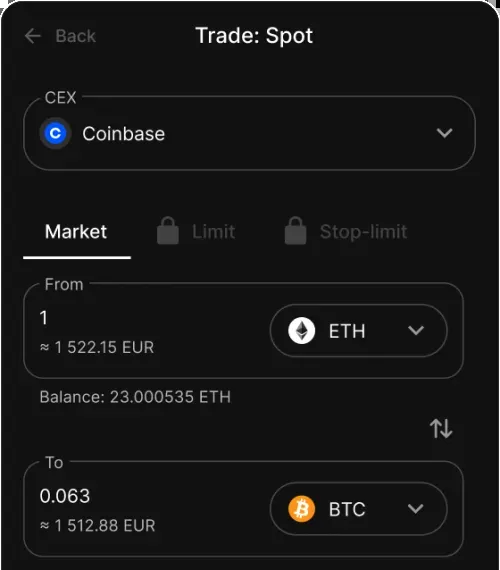 Back
Trade: Spot
CEX
Coinbase
Market Limit Stop-limit
From
1
≈ 1 522.15 EUR
ETH
Balance: 23.000535 ETH
To
0.063
≈ 1 512.88 EUR
BTC